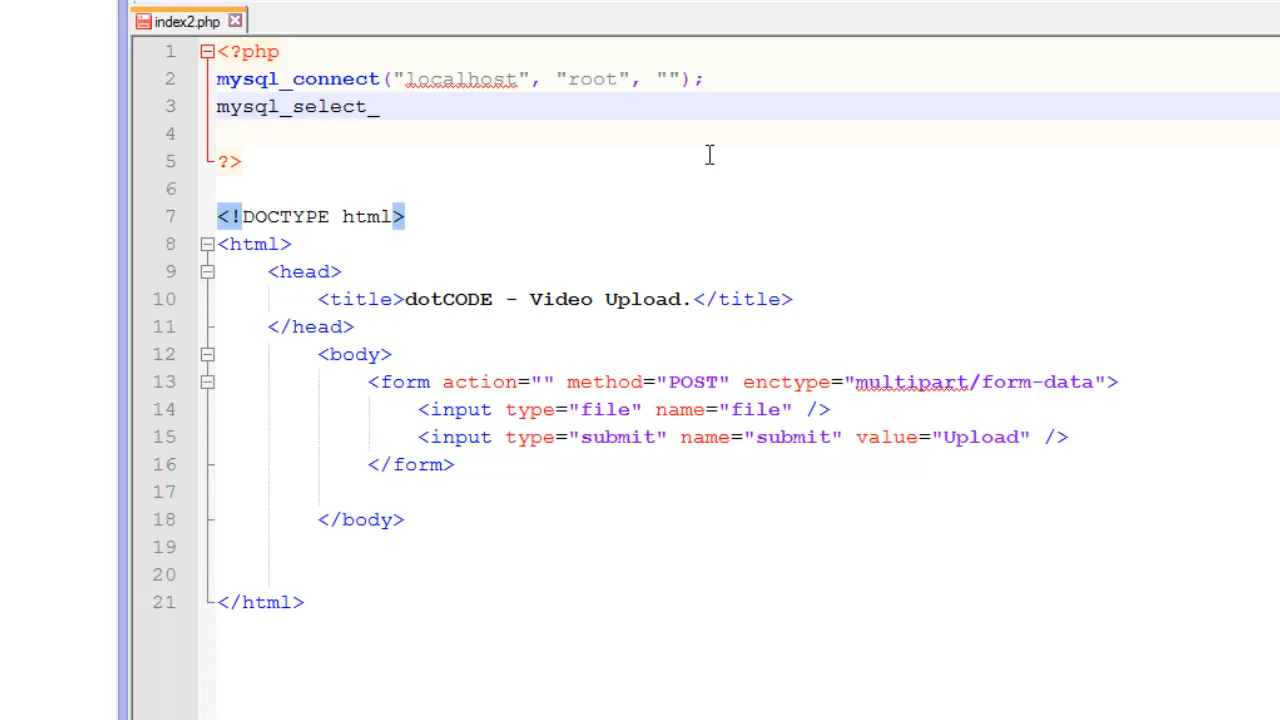 index2.php
1 <?php
2 mysql_connect("localhost", "root", "");
3 mysql_select_
4
5 ?>
6
7 <!DOCTYPE html>
8 <html>
9 <head>
10 <title>dotCODE - Video Upload.</title>
11 </head>
12 <body>
13 <form action="" method="POST" enctype="multipart/form-data">
14 <input type="file" name="file" />
15 <input type="submit" name="submit" value="Upload" />
16 </form>
17
18 </body>
19
20
21 </html>